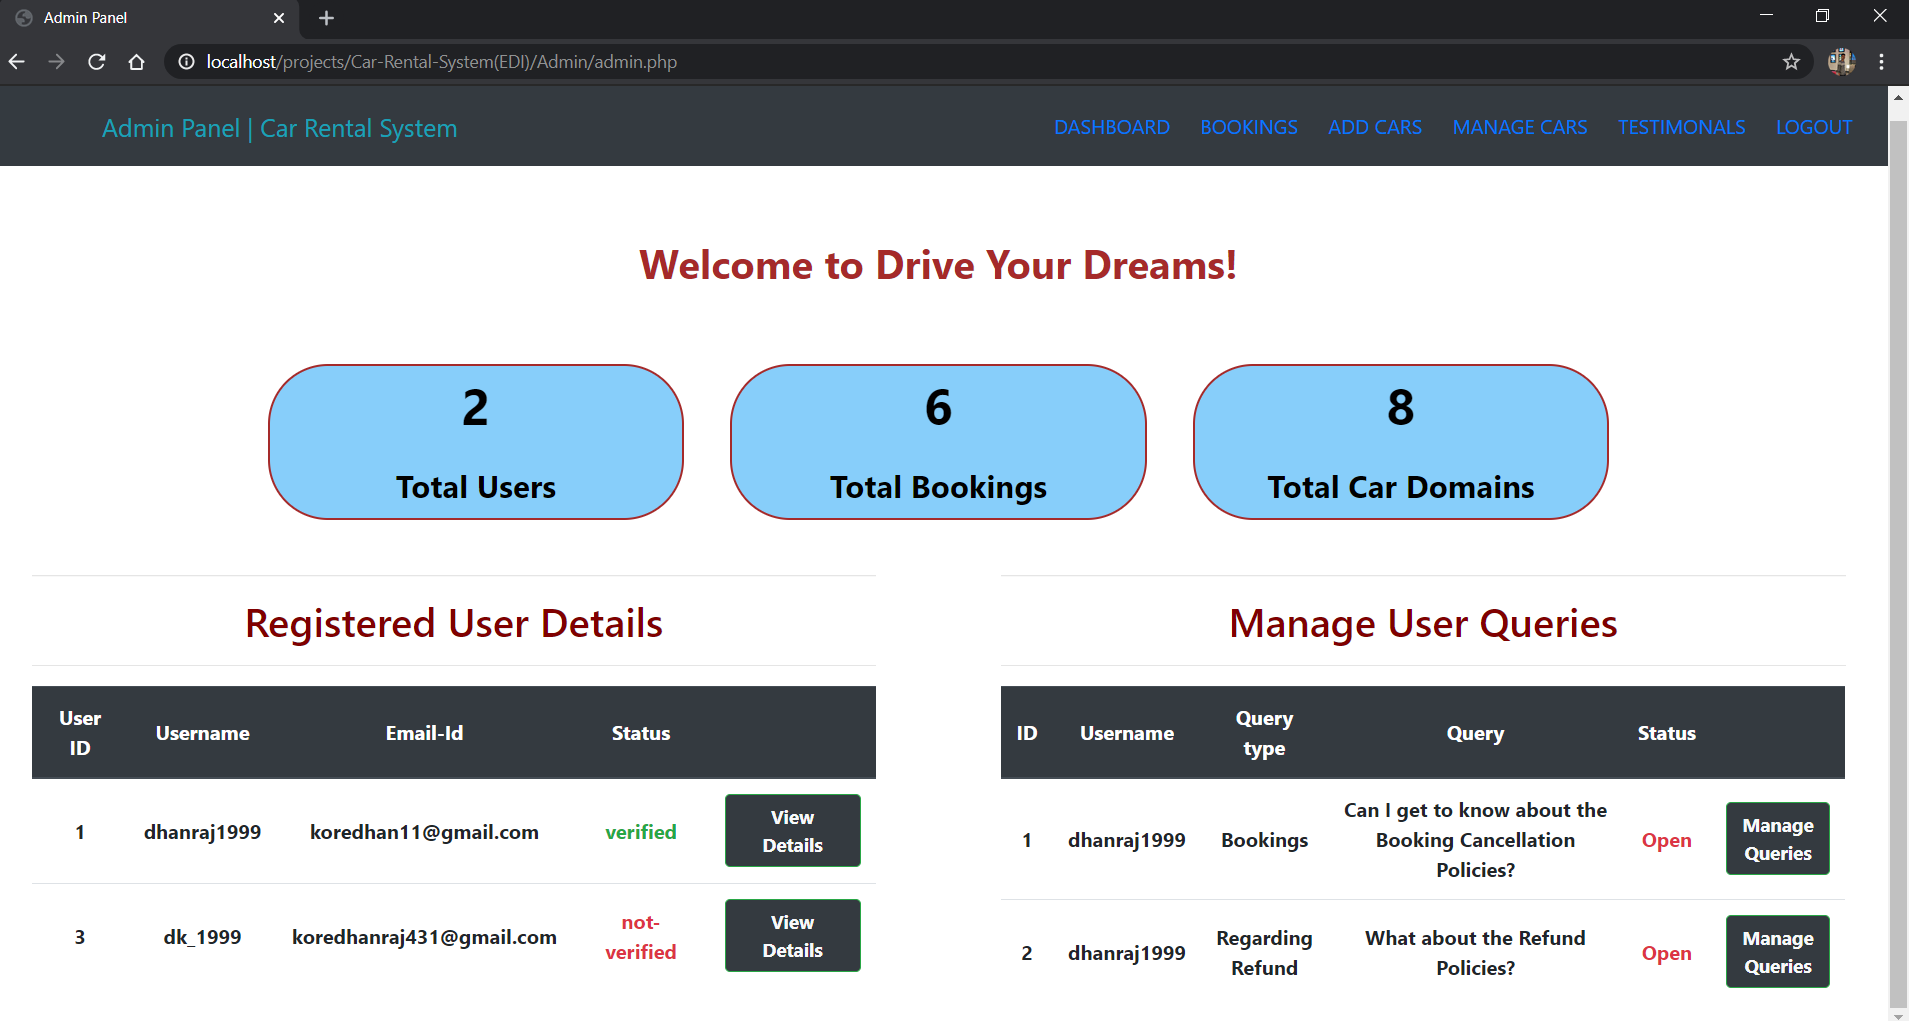 Admin Panel
localhost/projects/Car-Rental-System(EDI)/Admin/admin.php
Admin Panel | Car Rental System
DASHBOARD
BOOKINGS
ADD CARS
MANAGE CARS
TESTIMONALS
LOGOUT
Welcome to Drive Your Dreams!
2
Total Users
6
Total Bookings
8
Total Car Domains
Registered User Details
User
ID
Username
Email-Id
Status
1
dhanraj1999
koredhan11@gmail.com
verified
View
Details
3
dk_1999
koredhanraj431@gmail.com
not-
verified
View
Details
Manage User Queries
ID
Username
Query
type
Query
Status
1
dhanraj1999
Bookings
Can I get to know about the
Booking Cancellation
Policies?
Open
Manage
Queries
2
dhanraj1999
Regarding
Refund
What about the Refund
Policies?
Open
Manage
Queries